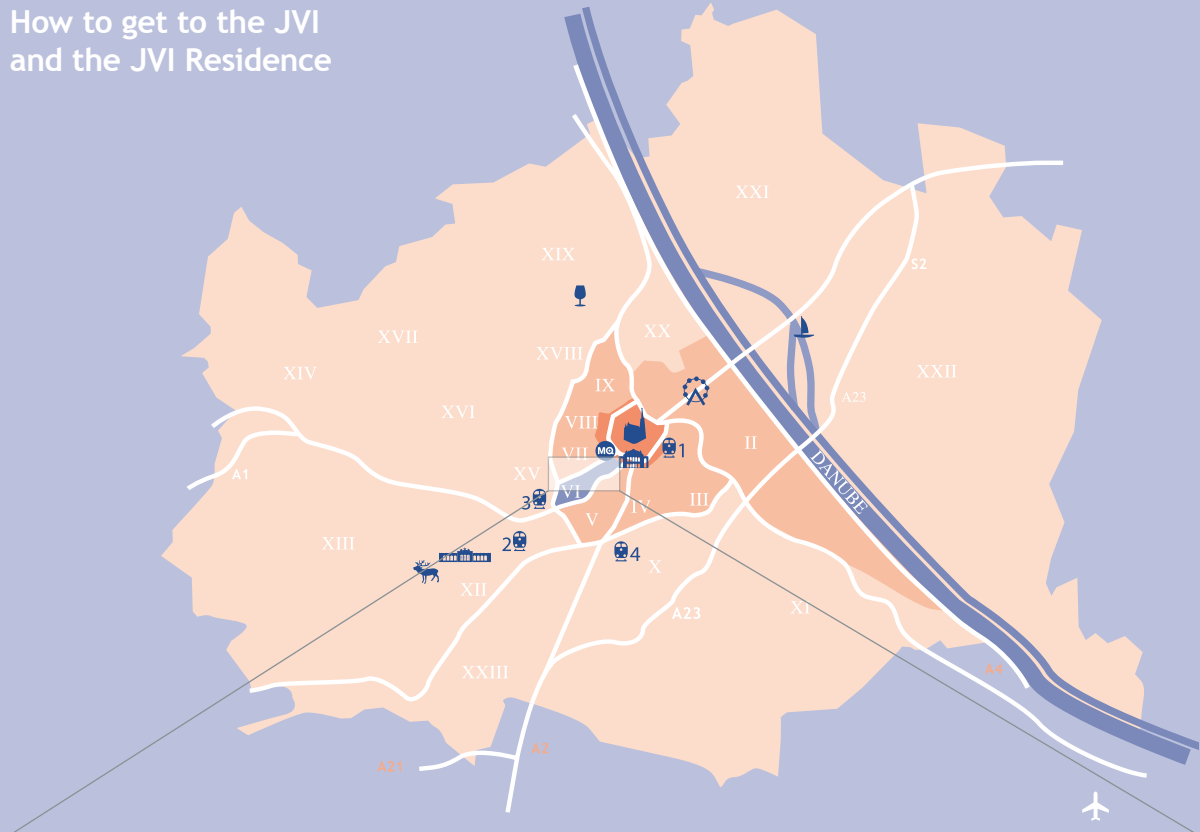 How to get to the JVI
and the JVI Residence
XXI
XIX
S2
XX
XVII
XVIII
XIV
XXII
IX
A23
XVI
VIII
II
MQ
1
VII
XV
A1
DANUBE
VI
3
III
IV
V
2
XIII
4
X
XII
XI
A23
XXIII
A4
A2
A21